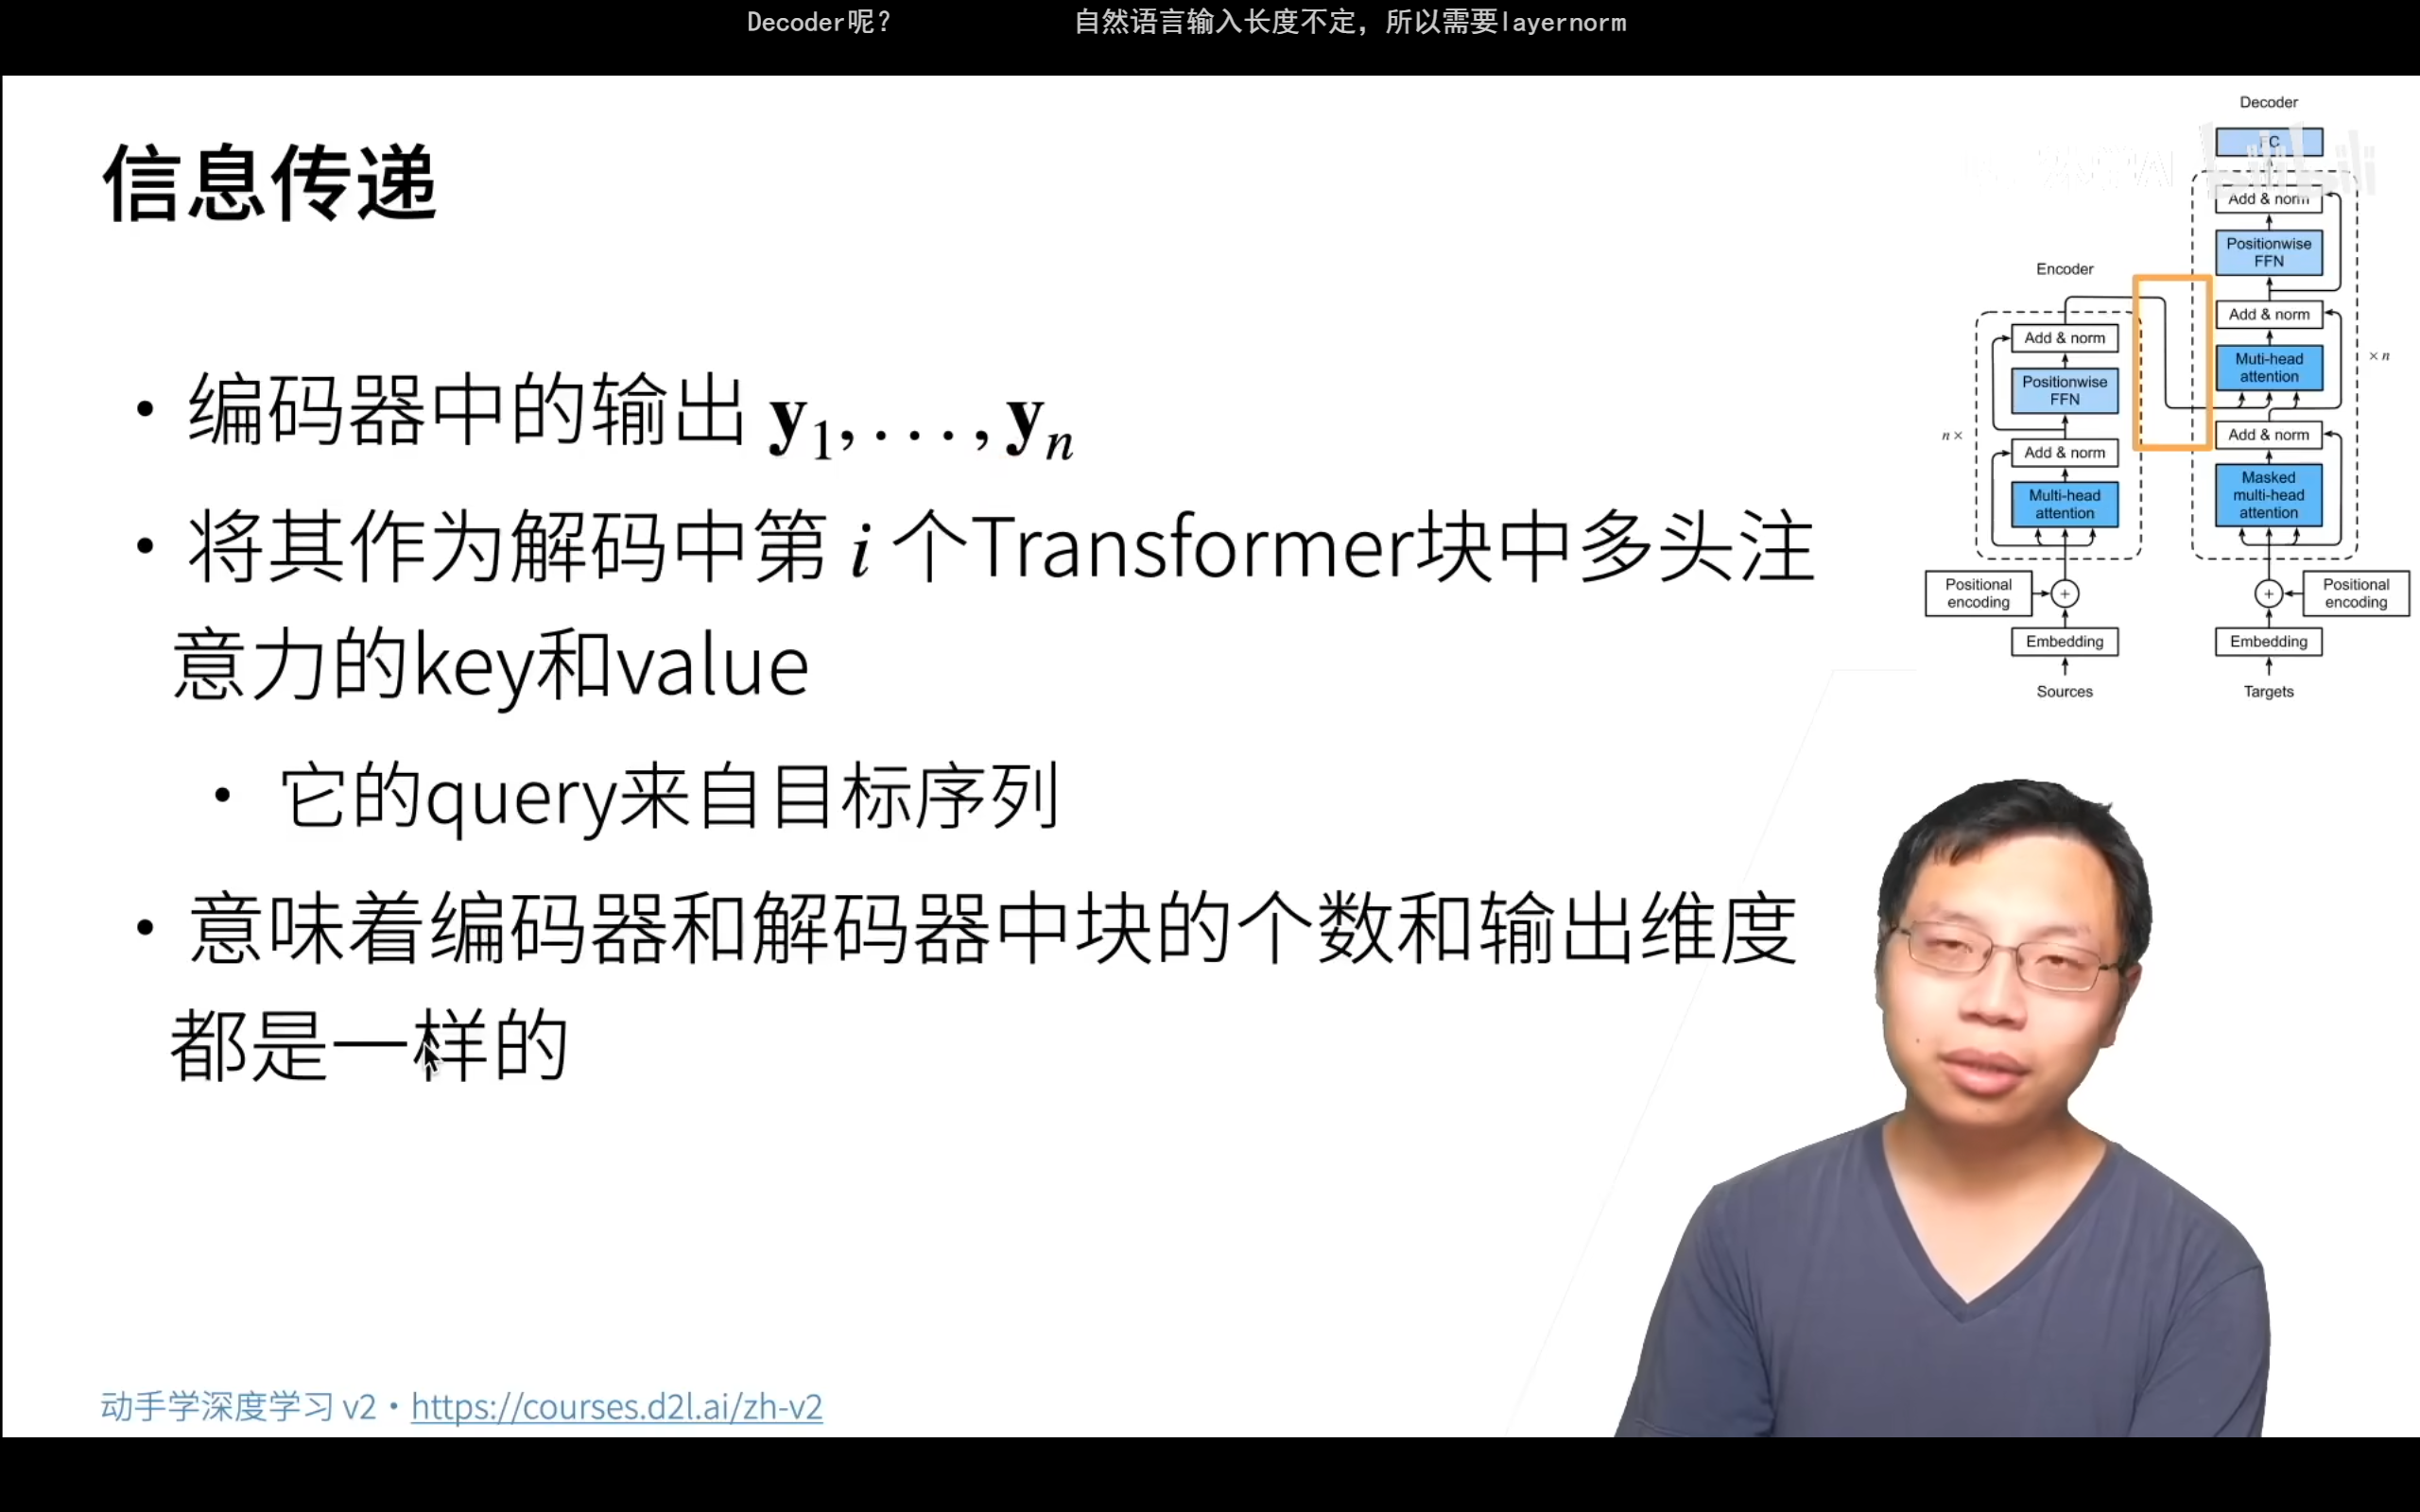 Decoder呢？
自然语言输入长度不定，所以需要layernorm
信息传递
• 编码器中的输出 y₁, . . . , yₙ
• 将其作为解码中第 i 个Transformer块中多头注
意力的key和value
• 它的query来自目标序列
• 意味着编码器和解码器中块的个数和输出维度
都是一样的
动手学深度学习 v2 • https://courses.d2l.ai/zh-v2
Encoder
Add & norm
Positionwise
FFN
n ×
Add & norm
Multi-head
attention
Positional
encoding
+
Embedding
Sources
Decoder
FC
Add & norm
Positionwise
FFN
Add & norm
Muti-head
attention
× n
Add & norm
Masked
multi-head
attention
+
Positional
encoding
Embedding
Targets